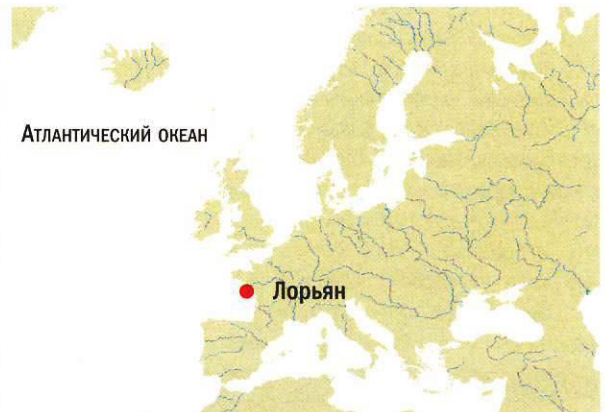 Атлантический океан
Лорьян